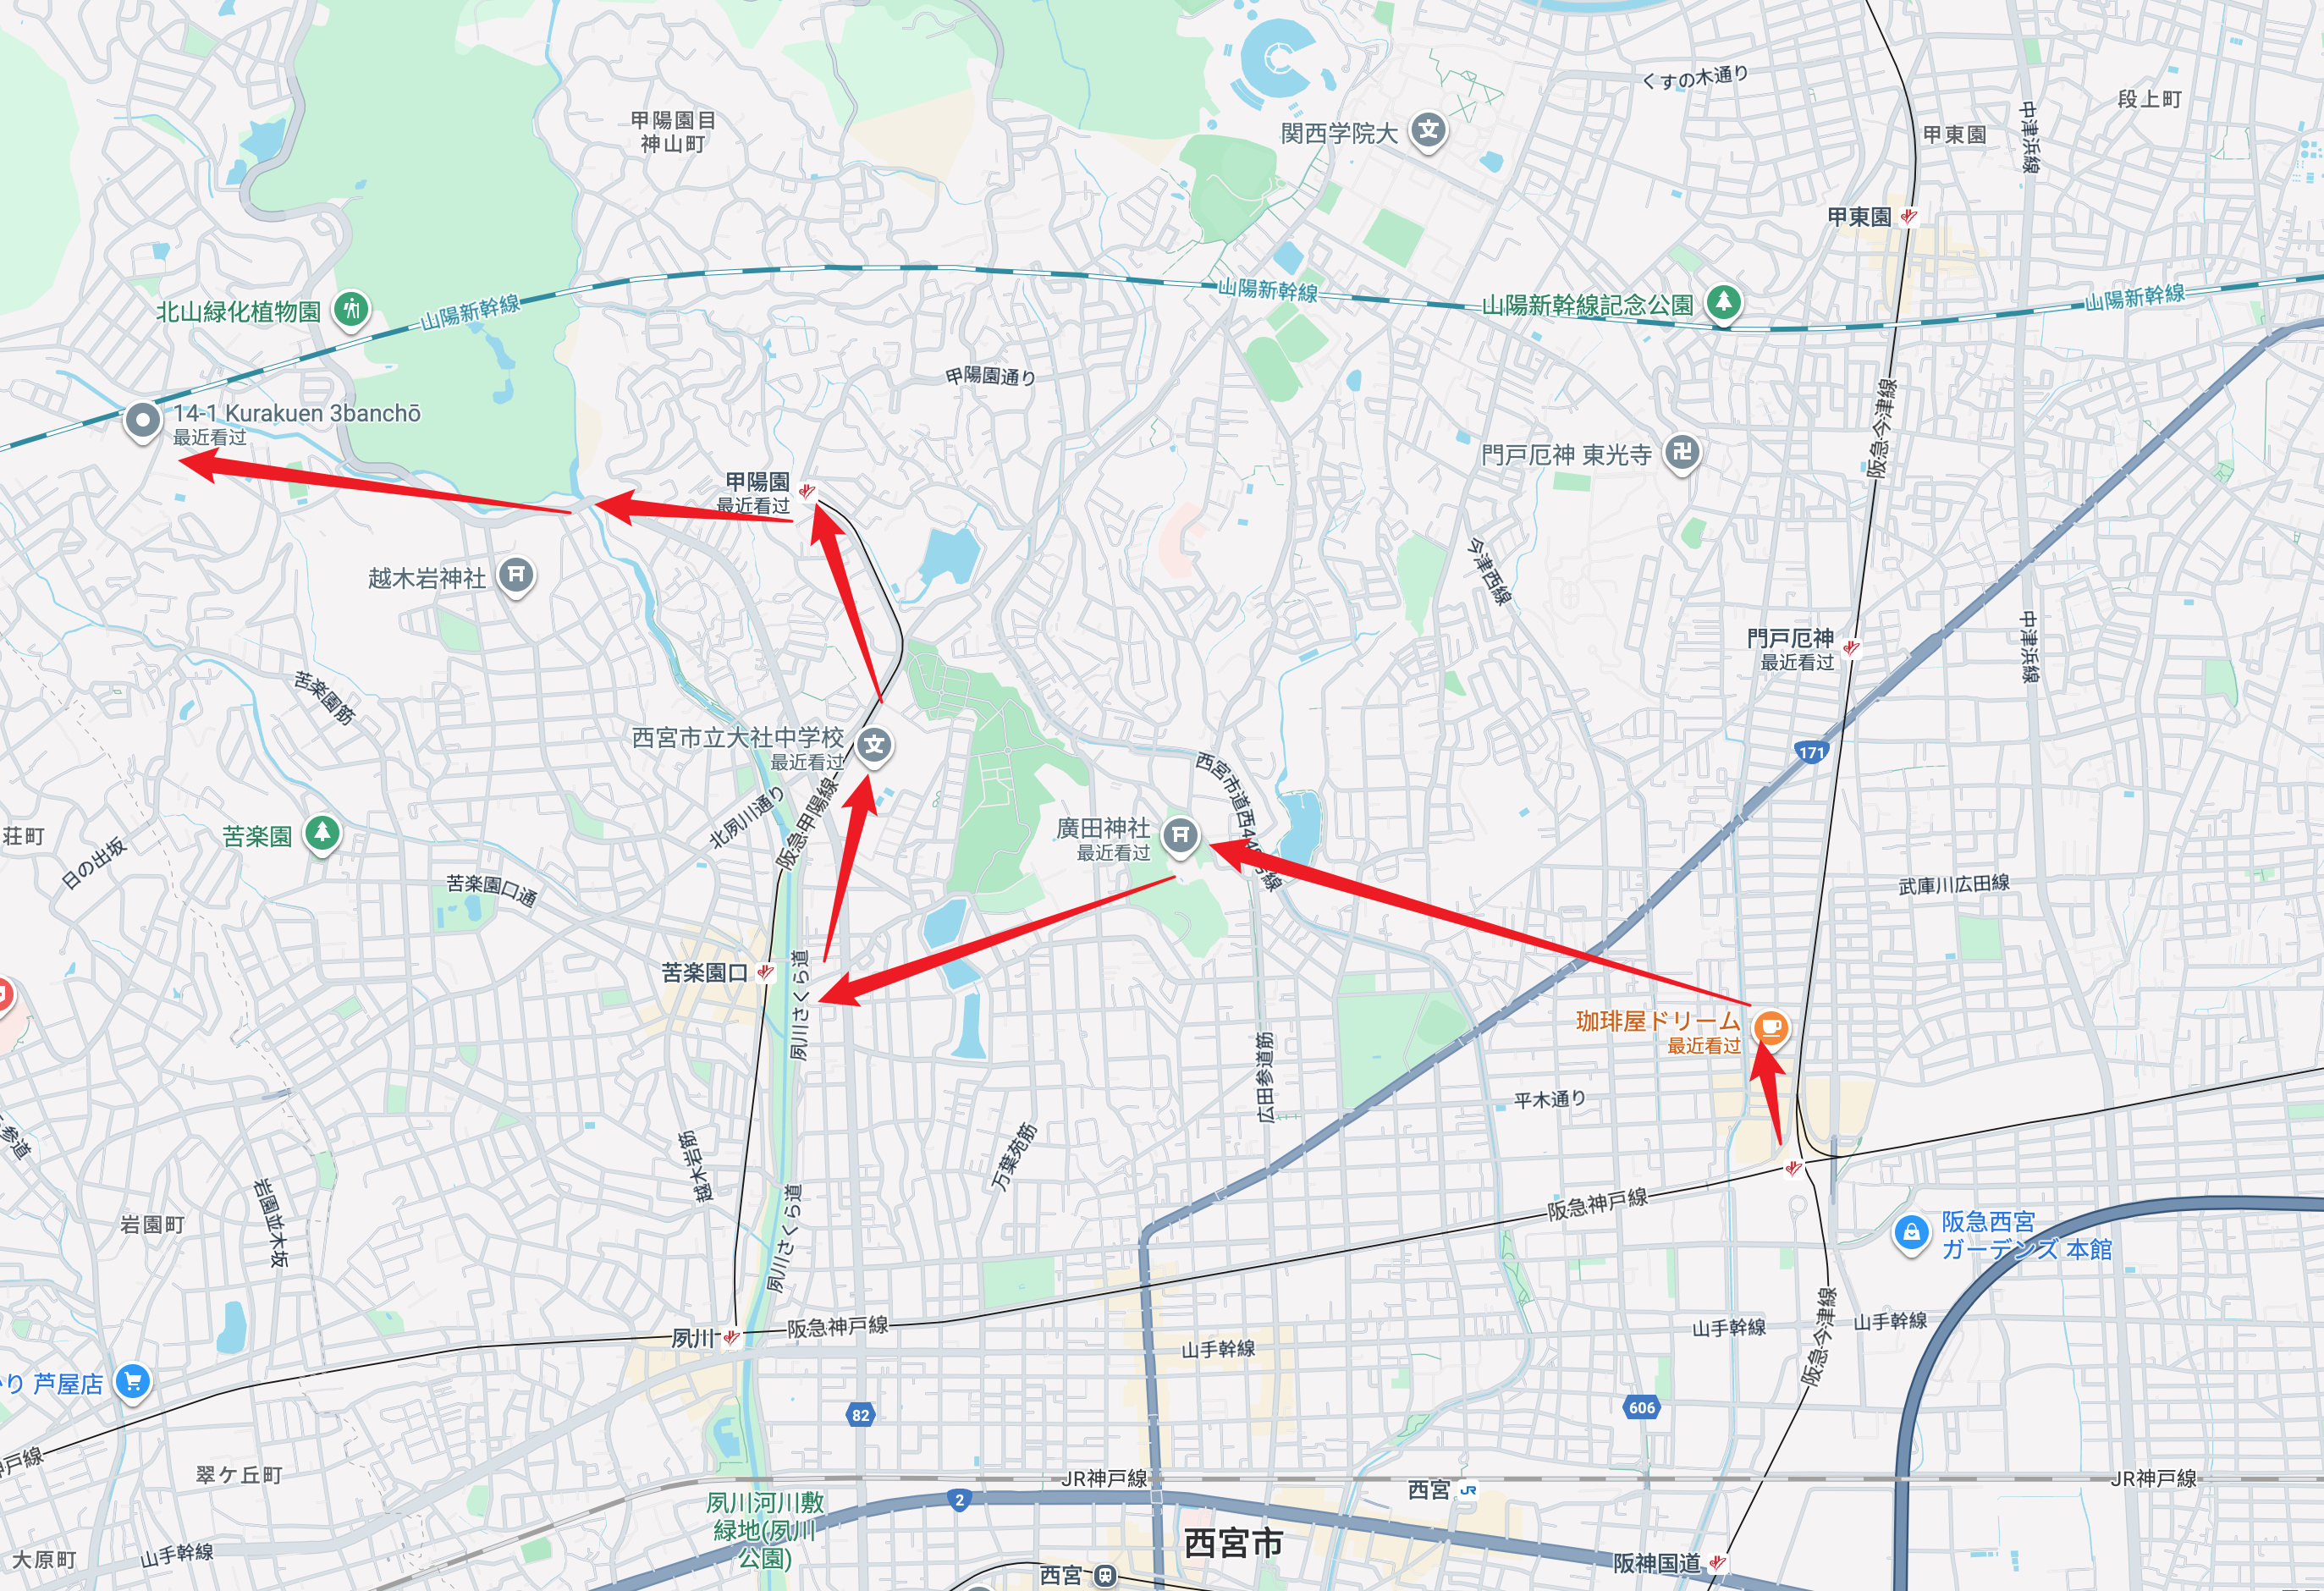 くすの木通り
段上町
中津浜線
甲陽園目
神山町
関西学院大
甲東園
甲東園
北山緑化植物園
山陽新幹線
山陽新幹線
山陽新幹線記念公園
山陽新幹線
甲陽園通り
阪急今津線
14-1 Kurakuen 3banchō
最近看过
門戸厄神 東光寺
甲陽園
最近看过
今津西線
越木岩神社
門戸厄神
最近看过
中津浜線
苦楽園筋
西宮市立大社中学校
最近看过
171
北夙川通り
阪急甲陽線
荘町
日の出坂
苦楽園
廣田神社
最近看过
苦楽園口通
武庫川広田線
苦楽園口
夙川さくら道
珈琲屋ドリーム
最近看过
広田参道筋
平木通り
万葉苑筋
越木岩筋
参道
岩園町
岩園並木坂
夙川さくら道
阪急神戸線
阪急西宮
ガーデンズ 本館
夙川
阪急神戸線
山手幹線
山手幹線
山手幹線
阪急今津線
り 芦屋店
82
606
戸線
翠ケ丘町
JR神戸線
西宮
JR
JR神戸線
夙川河川敷
緑地(夙川
公園)
2
西宮市
大原町
山手幹線
西宮
阪神国道